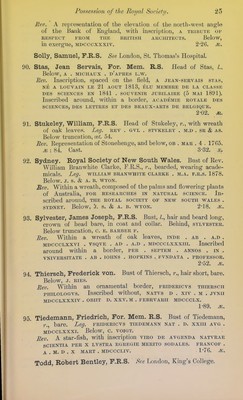 Possession of the Royal Society. 25
Rev. A representation of the elevation of the north-west angle
of the Bank of England, with inscription, A TRIBUTE OF
RESPECT FROM THE BRITISH ARCHITECTS. Below,
in exergue, MDCCCXXXIV. 2·26. Æ.
Solly, Samuel, F.R.S. See London, St. Thomas's Hospital.
90. Stas, Jean Servais, For. Mem. R.S. Head of Stas, l.
Below, A . MICHAUX . D'APRES L.W.
Rev. Inscription, spaced on the field, A JEAN-SERVAIS STAS,
NÉ A LOUVAIN LE 21 AOUT 1813, ÉLU MEMBRE DE LA CLASSE
DES SCIENCES EN 1841 . SOUVENIR JUBILAIRE (5 MAI 1891).
Inscribed around, within a border, ACADÉMIE ROYALE DES
SCIENCES, DES LETTRES ET DES BEAUX-ARTS DE BELGIQUE.
2·02. Æ.
91. Stukeley, William, F.R.S. Head of Stukeley, r., with wreath
of oak leaves. Leg. REV . GVL . STVKELEY . M.D . SR & AS.
Below truncation, æt. 54.
Rev. Representation of Stonehenge, and below, OB . MAR . 4 . 1765.
Æ : 84. Cast. 3·32. Æ.
92. Sydney. Royal Society of New South Wales. Bust of Rev.
William Branwhite Clarke, F.R.S., r., bearded, wearing academicals.
Leg. WILLIAM BRANWHITE CLARKE . M.A. F.R.S. 1878.
Below, J. S. & A. B. WYON.
Rev. Within a wreath, composed of the palms and flowering plants
of Australia, FOR RESEARCHES IN NATURAL SCIENCE. Inscribed
around, THE ROYAL SOCIETY OF NEW SOUTH WALES .
SYDNEY. Below, J. S. & A. B. WYON. 2·18. Æ.
93. Sylvester, James Joseph, F.R.S. Bust, l., hair and beard long,
crown of head bare, in coat and collar. Behind, SYLVESTER.
Below truncation, C. E. BARBER F.
Rev. Within a wreath of oak leaves, INDE . AB . A.D .
MDCCCLXXVI . VSQVE . AD . A.D . MDCCCLXXXIII. Inscribed
around within a border, PER . SEPTEM . ANNOS . IN .
VNIVERSITATE . AB . IOHNS . HOPKINS . FVNDATA . PROFESSOR.
2·52. Æ.
94. Thiersch, Frederick von. Bust of Thiersch, r., hair short, bare.
Below, J. RIES.
Rev. Within an ornamental border, FRIDERICVS THIERSCH
PHILOLOGVS. Inscribed without, NATVS D . XIV . M . JVNII
MDCCLXXXIV . OBIIT D. XXV. M . FEBRVARII MDCCCLX.
1·89. Æ.
95. Tiedemann, Friedrich, For. Mem. R.S. Bust of Tiedemann,
r., bare. Leg. FRIDERICVS TIEDEMANN NAT . D. XXIII AVG .
MDCCLXXXI. Below, C. VOIGT.
Rev. A star-fish, with inscription VIRO DE AVGENDA NATVRAE
SCIENTIA PER X LVSTRA EGREGIE MERITO SODALES. FRANCOF .
A . M . D . X MART . MDCCCLIV. 1·76. Æ.
Todd, Robert Bentley, F.R.S. See London, King's College.